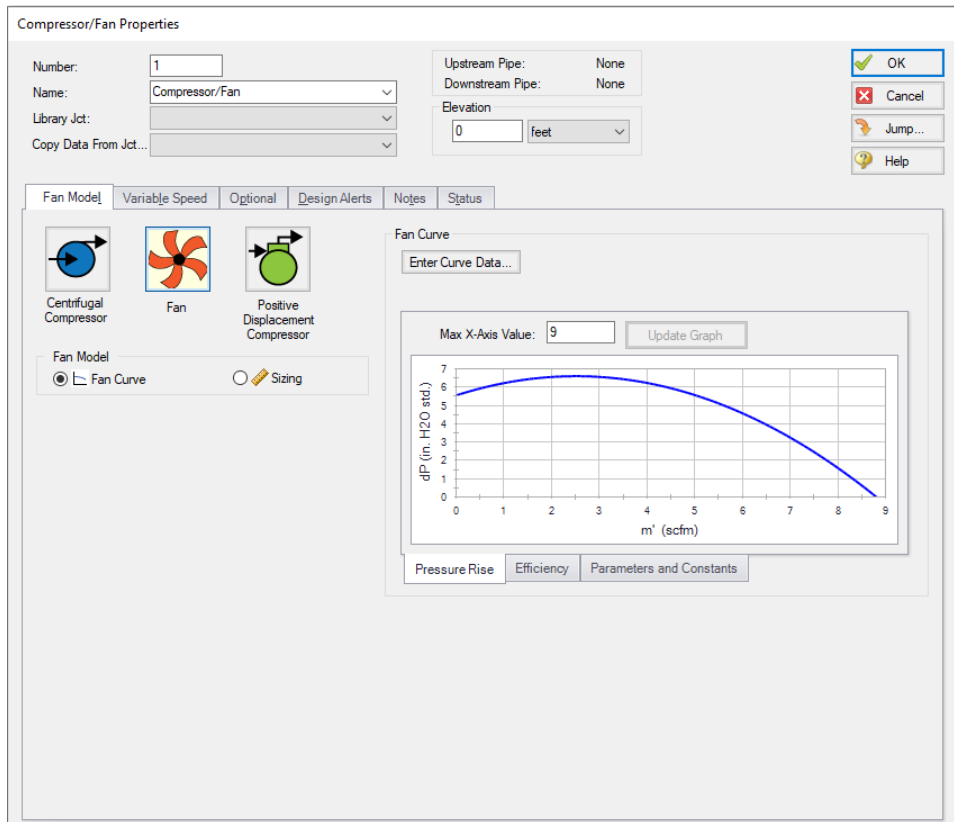 Compressor/Fan Properties
Number: 1
Name: Compressor/Fan
Library Jct:
Copy Data From Jct...
Upstream Pipe: None
Downstream Pipe: None
Elevation
0 feet
OK
Cancel
Jump...
Help
Fan Model Variable Speed Optional Design Alerts Notes Status
Centrifugal
Compressor
Fan
Positive
Displacement
Compressor
Fan Model
Fan Curve Sizing
Fan Curve
Enter Curve Data...
Max X-Axis Value: 9 Update Graph
dP (in. H2O std.)
7
6
5
4
3
2
1
0
0 1 2 3 4 5 6 7 8 9
m' (scfm)
Pressure Rise Efficiency Parameters and Constants